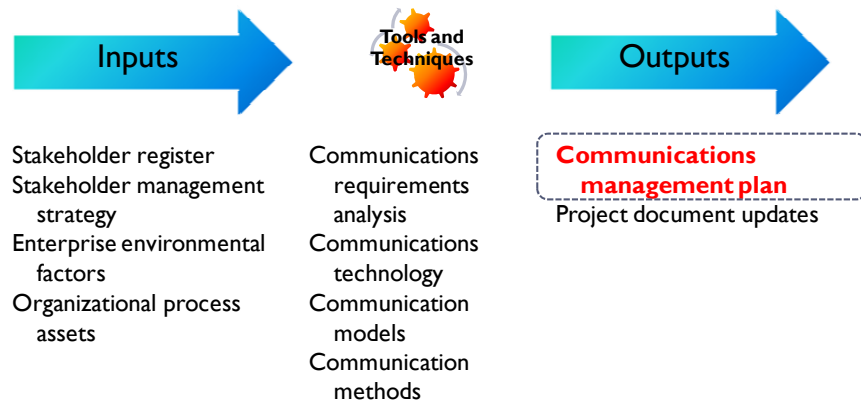 Inputs
Tools and
Techniques
Outputs
Stakeholder register
Stakeholder management
strategy
Enterprise environmental
factors
Organizational process
assets
Communications
requirements
analysis
Communications
technology
Communication
models
Communication
methods
Communications
management plan
Project document updates